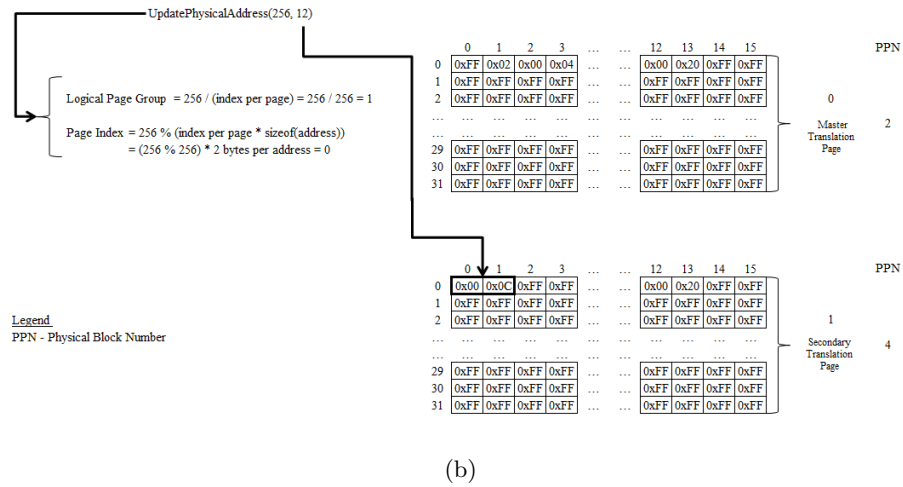 UpdatePhysicalAddress(256, 12)
Logical Page Group = 256 / (index per page) = 256 / 256 = 1
Page Index = 256 % (index per page * sizeof(address))
= (256 % 256) * 2 bytes per address = 0
0 1 2 3 ... ... 12 13 14 15 PPN
0 0xFF 0x02 0x00 0x04 ... ... 0x00 0x20 0xFF 0xFF
1 0xFF 0xFF 0xFF 0xFF ... ... 0xFF 0xFF 0xFF 0xFF
2 0xFF 0xFF 0xFF 0xFF ... ... 0xFF 0xFF 0xFF 0xFF
... ... ... ... ... ... ... ... ... ...
... ... ... ... ... ... ... ... ... ...
29 0xFF 0xFF 0xFF 0xFF ... ... 0xFF 0xFF 0xFF 0xFF
30 0xFF 0xFF 0xFF 0xFF ... ... 0xFF 0xFF 0xFF 0xFF
31 0xFF 0xFF 0xFF 0xFF ... ... 0xFF 0xFF 0xFF 0xFF
0
Master
Translation
Page
2
0 1 2 3 ... ... 12 13 14 15 PPN
0 0x00 0x0C 0xFF 0xFF ... ... 0x00 0x20 0xFF 0xFF
1 0xFF 0xFF 0xFF 0xFF ... ... 0xFF 0xFF 0xFF 0xFF
2 0xFF 0xFF 0xFF 0xFF ... ... 0xFF 0xFF 0xFF 0xFF
... ... ... ... ... ... ... ... ... ...
... ... ... ... ... ... ... ... ... ...
29 0xFF 0xFF 0xFF 0xFF ... ... 0xFF 0xFF 0xFF 0xFF
30 0xFF 0xFF 0xFF 0xFF ... ... 0xFF 0xFF 0xFF 0xFF
31 0xFF 0xFF 0xFF 0xFF ... ... 0xFF 0xFF 0xFF 0xFF
1
Secondary
Translation
Page
4
Legend
PPN - Physical Block Number
(b)